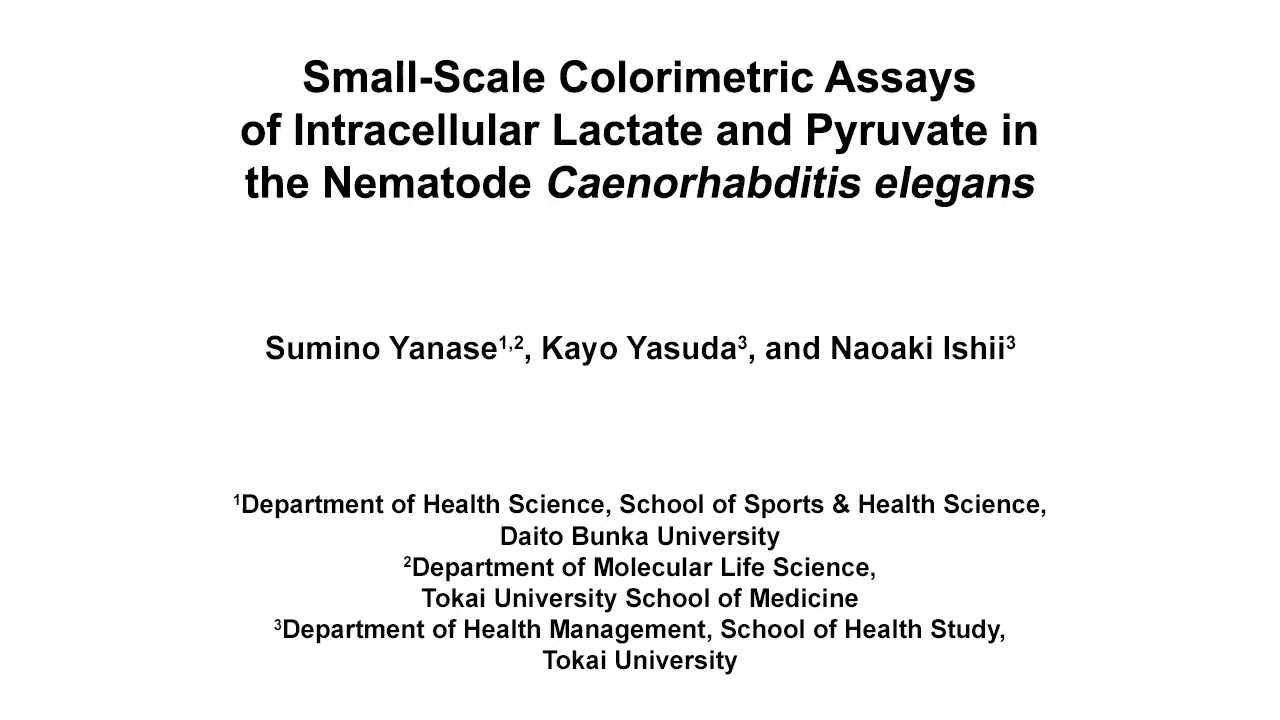 Small-Scale Colorimetric Assays
of Intracellular Lactate and Pyruvate in
the Nematode Caenorhabditis elegans
Sumino Yanase1,2, Kayo Yasuda3, and Naoaki Ishii3
1Department of Health Science, School of Sports & Health Science,
Daito Bunka University
2Department of Molecular Life Science,
Tokai University School of Medicine
3Department of Health Management, School of Health Study,
Tokai University